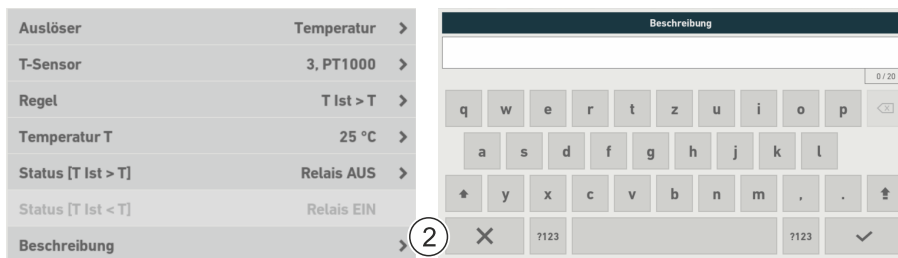 Auslöser Temperatur >
T-Sensor 3, PT1000 >
Regel T Ist > T >
Temperatur T 25 °C >
Status [T Ist > T] Relais AUS >
Status [T Ist < T] Relais EIN
Beschreibung >
2
Beschreibung
0 / 20
q w e r t z u i o p
a s d f g h j k l
y x c v b n m , .
?123 ?123